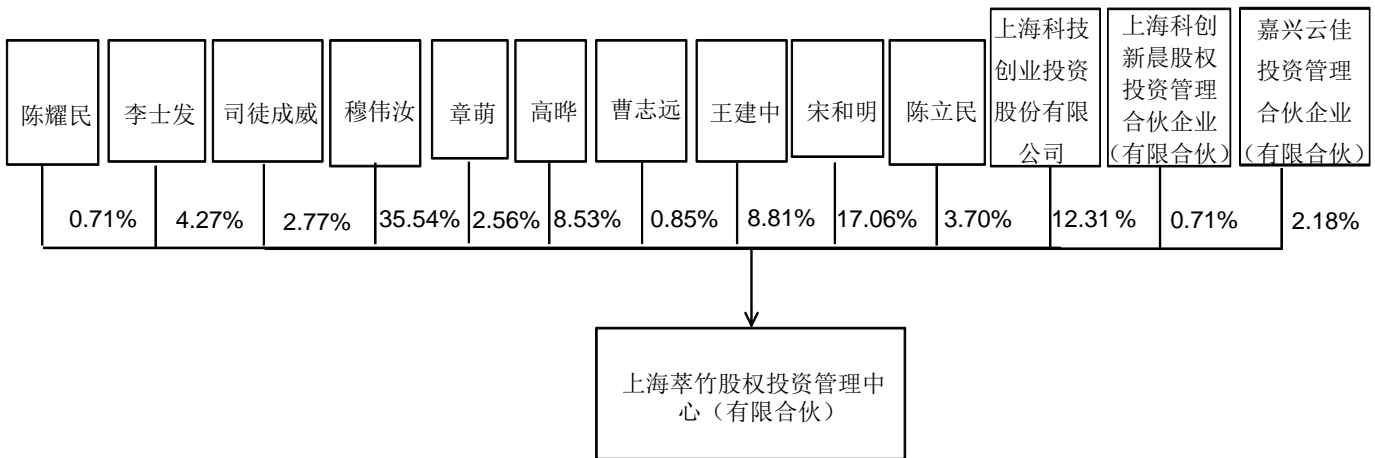 陈耀民
李士发
司徒成威
穆伟汝
章萌
高晔
曹志远
王建中
宋和明
陈立民
上海科技
创业投资
股份有限
公司
上海科创
新晨股权
投资管理
合伙企业
（有限合伙）
嘉兴云佳
投资管理
合伙企业
（有限合伙）
0.71%
4.27%
2.77%
35.54%
2.56%
8.53%
0.85%
8.81%
17.06%
3.70%
12.31 %
0.71%
2.18%
上海萃竹股权投资管理中
心（有限合伙）